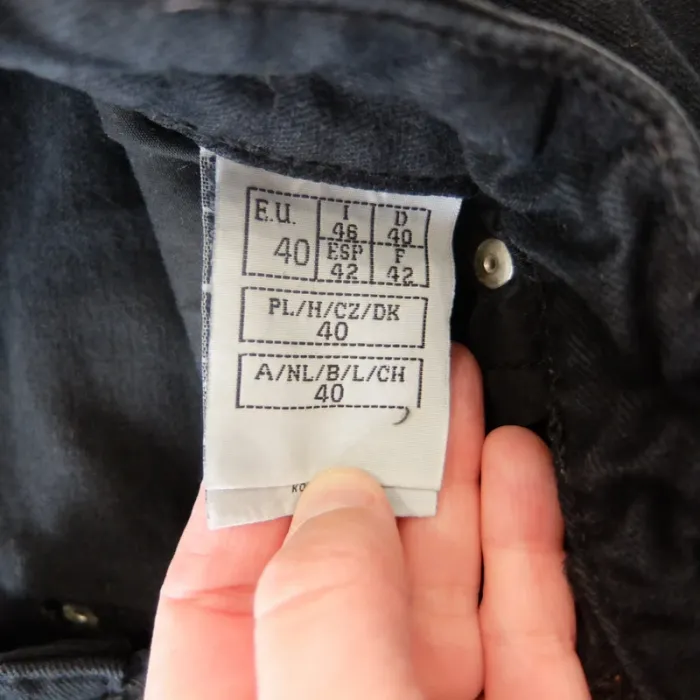 E.U. 40
I 46
D 40
ESP 42
F 42
PL/H/CZ/DK
40
A/NL/B/L/CH
40